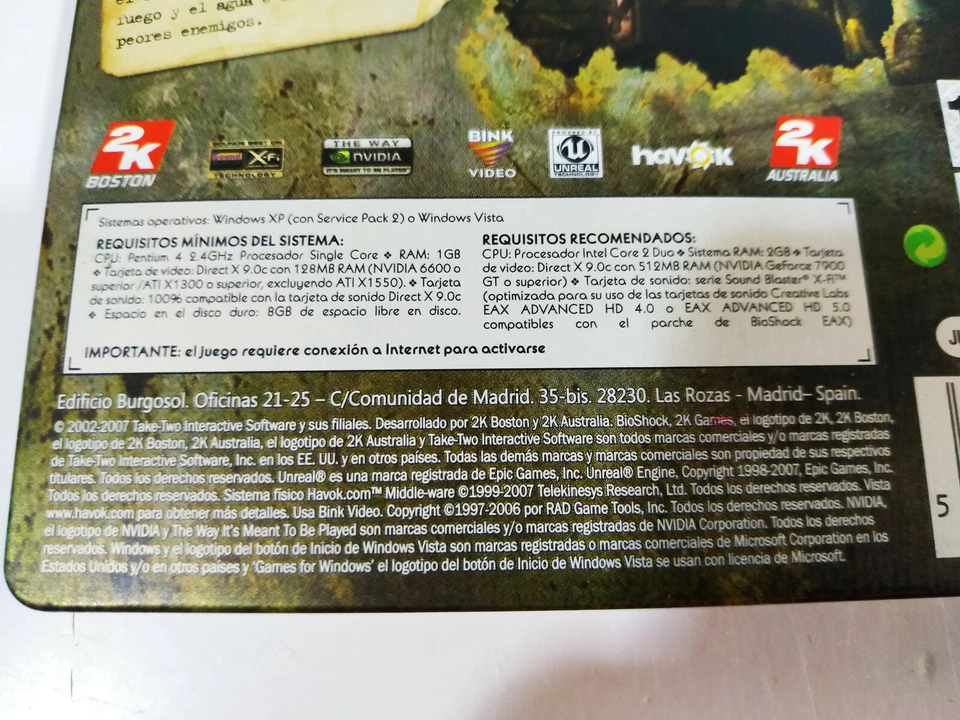 fuego y el agua
peores enemigos.
2K
BOSTON
X-Fi
TECHNOLOGY
THE WAY
NVIDIA
IT'S MEANT TO BE PLAYED
BINK
VIDEO
POWERED BY
UNREAL
TECHNOLOGY
havok
2K
AUSTRALIA
Sistemas operativos: Windows XP (con Service Pack 2) o Windows Vista
REQUISITOS MÍNIMOS DEL SISTEMA:
CPU: Pentium 4 2.4GHz Procesador Single Core ❖ RAM: 1GB
❖ Tarjeta de video: Direct X 9.0c con 128MB RAM (NVIDIA 6600 o
superior /ATI X1300 o superior, excluyendo ATI X1550). ❖ Tarjeta
de sonido: 100% compatible con la tarjeta de sonido Direct X 9.0c
❖ Espacio en el disco duro: 8GB de espacio libre en disco.
REQUISITOS RECOMENDADOS:
CPU: Procesador Intel Core 2 Duo ❖ Sistema RAM: 2GB ❖ Tarjeta
de video: Direct X 9.0c con 512MB RAM (NVIDIA GeForce 7900
GT o superior) ❖ Tarjeta de sonido: serie Sound Blaster® X-Fi™
(optimizada para su uso de las tarjetas de sonido Creative Labs
EAX ADVANCED HD 4.0 o EAX ADVANCED HD 5.0
compatibles con el parche de BioShock EAX)
IMPORTANTE: el juego requiere conexión a Internet para activarse
Edificio Burgosol. Oficinas 21-25 – C/Comunidad de Madrid. 35-bis. 28230. Las Rozas - Madrid– Spain.
© 2002-2007 Take-Two Interactive Software y sus filiales. Desarrollado por 2K Boston y 2K Australia. BioShock, 2K Games, el logotipo de 2K, 2K Boston,
el logotipo de 2K Boston, 2K Australia, el logotipo de 2K Australia y Take-Two Interactive Software son todos marcas comerciales y/o marcas registradas
de Take-Two Interactive Software, Inc. en los EE. UU. y en otros países. Todas las demás marcas y marcas comerciales son propiedad de sus respectivos
titulares. Todos los derechos reservados. Unreal® es una marca registrada de Epic Games, Inc. Unreal® Engine, Copyright 1998-2007, Epic Games, Inc.
Todos los derechos reservados. Sistema físico Havok.com™ Middle-ware ©1999-2007 Telekinesys Research, Ltd. Todos los derechos reservados. Vista
www.havok.com para obtener más detalles. Usa Bink Video. Copyright ©1997-2006 por RAD Game Tools, Inc. Todos los derechos reservados. NVIDIA,
el logotipo de NVIDIA y The Way It's Meant To Be Played son marcas comerciales y/o marcas registradas de NVIDIA Corporation. Todos los derechos
reservados. Windows y el logotipo del botón de Inicio de Windows Vista son marcas registradas o marcas comerciales de Microsoft Corporation en los
Estados Unidos y/o en otros países y 'Games for Windows' el logotipo del botón de Inicio de Windows Vista se usan con licencia de Microsoft.
5